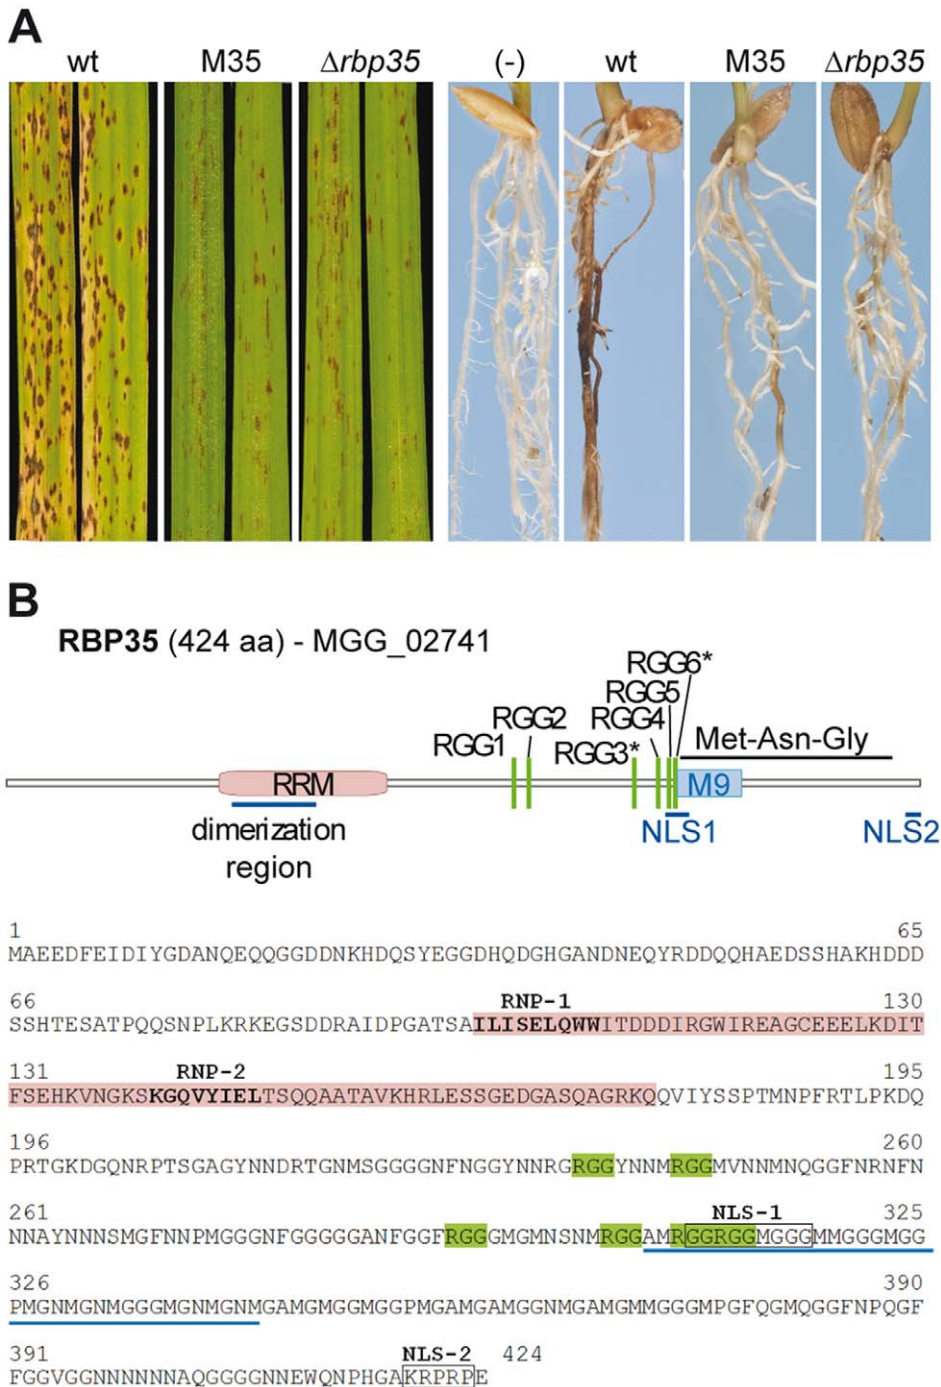 A
wt M35 Δrbp35 (-) wt M35 Δrbp35
B
RBP35 (424 aa) - MGG_02741
RGG6*
RGG5
RGG2 RGG4
RGG1 RGG3* Met-Asn-Gly
RRM M9
dimerization region NLS1 NLS2
1 65
MAEEDFEIDIYGDANQEQQGGDDNKHDQSYEGGDHQDGHGANDNEQYRDDQQHAEDSSHAKHDDD
66 RNP-1 130
SSHTESATPQQSNPLKRKEGSDDRAIDPGATSAILISELQWWITDDDIRGWIREAGCEEELKDIT
131 RNP-2 195
FSEHKVNGKSKGQVYIELTSQQAATAVKHRLESSGEDGASQAGRKQQVIYSSPTMNPFRTLPKDQ
196 260
PRTGKDGQNRPTSGAGYNNDRTGNMSGGGGNFNGGYNNRGRGGYNNMRGGMVNNMNQGGFNRNFN
261 NLS-1 325
NNAYNNNSMGFNNPMGGGNFGGGGGANFGGFRGGGMGMNSNMRGGAMRGGRGGMGGGMMGGGMGG
326 390
PMGNMGNMGGGMGNMGNMGAMGMGGMGGPMGAMGAMGGNMGAMGMMGGGMPGFQGMQGGFNPQGF
391 NLS-2 424
FGGVGGNNNNNNAQGGGGNNEWQNPHGAKRPRPE